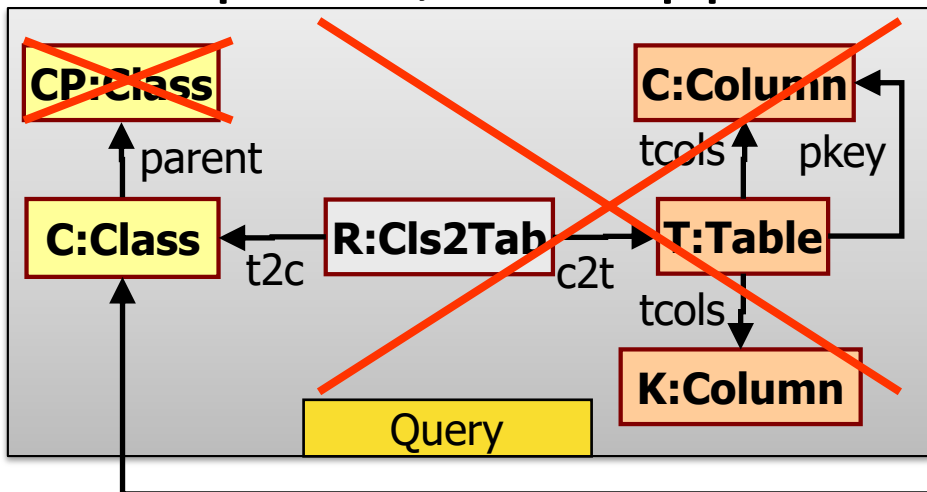 CP:Class
C:Column
parent
tcols
pkey
C:Class
R:Cls2Tab
T:Table
t2c
c2t
tcols
K:Column
Query